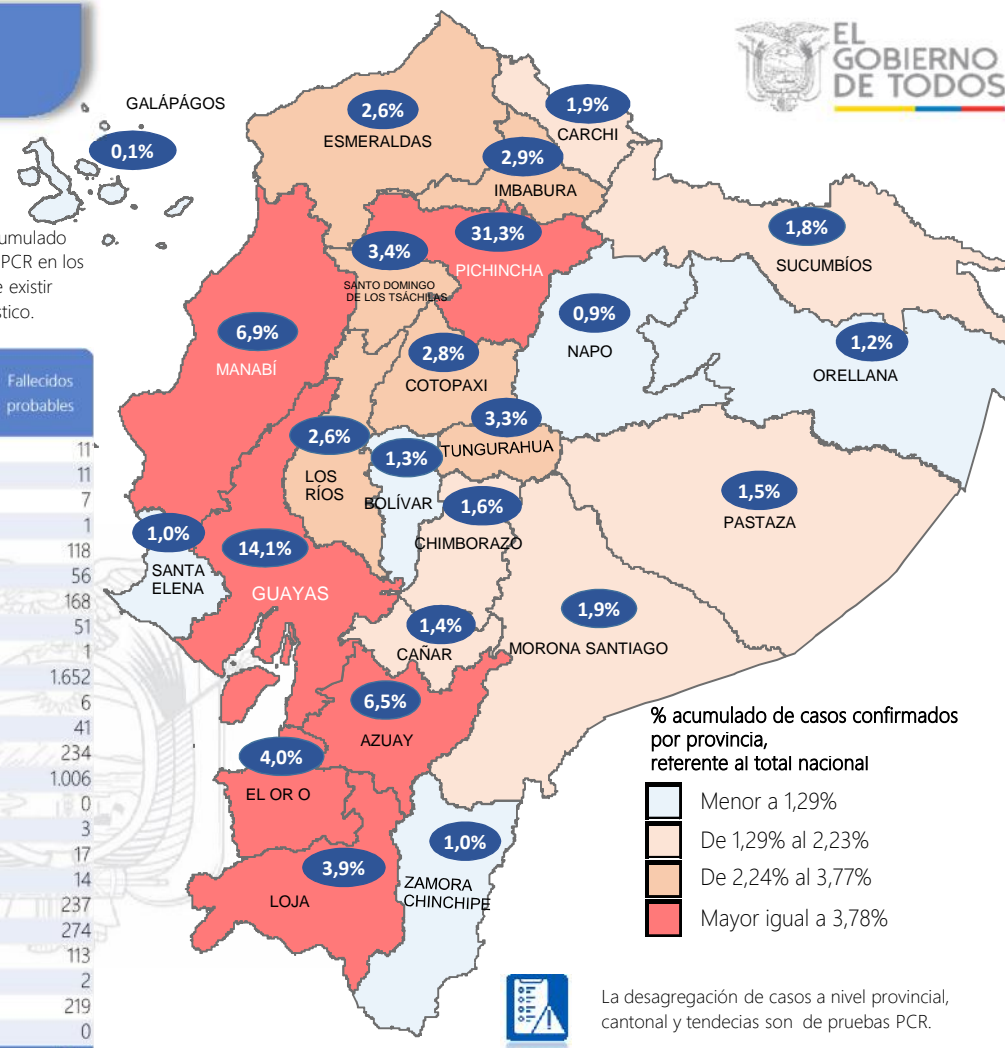 EL
GOBIERNO
DE TODOS
GALÁPÁGOS
0,1%
2,6%
ESMERALDAS
1,9%
CARCHI
2,9%
IMBABURA
1,8%
SUCUMBÍOS
umulado
PCR en los
e existir
stico.
3,4%
SANTO DOMINGO
DE LOS TSÁCHILAS
31,3%
PICHINCHA
6,9%
MANABÍ
0,9%
NAPO
1,2%
ORELLANA
2,8%
COTOPAXI
3,3%
TUNGURAHUA
2,6%
LOS
RÍOS
1,3%
BOLÍVAR
1,6%
CHIMBORAZO
1,5%
PASTAZA
1,0%
SANTA
ELENA
14,1%
GUAYAS
1,4%
CAÑAR
1,9%
MORONA SANTIAGO
6,5%
AZUAY
4,0%
EL OR O
3,9%
LOJA
1,0%
ZAMORA
CHINCHIPE
Fallecidos
probables
11
11
7
1
118
56
168
51
1
1.652
6
41
234
1.006
0
3
17
14
237
274
113
2
219
0
% acumulado de casos confirmados
por provincia,
referente al total nacional
Menor a 1,29%
De 1,29% al 2,23%
De 2,24% al 3,77%
Mayor igual a 3,78%
La desagregación de casos a nivel provincial,
cantonal y tendecias son de pruebas PCR.